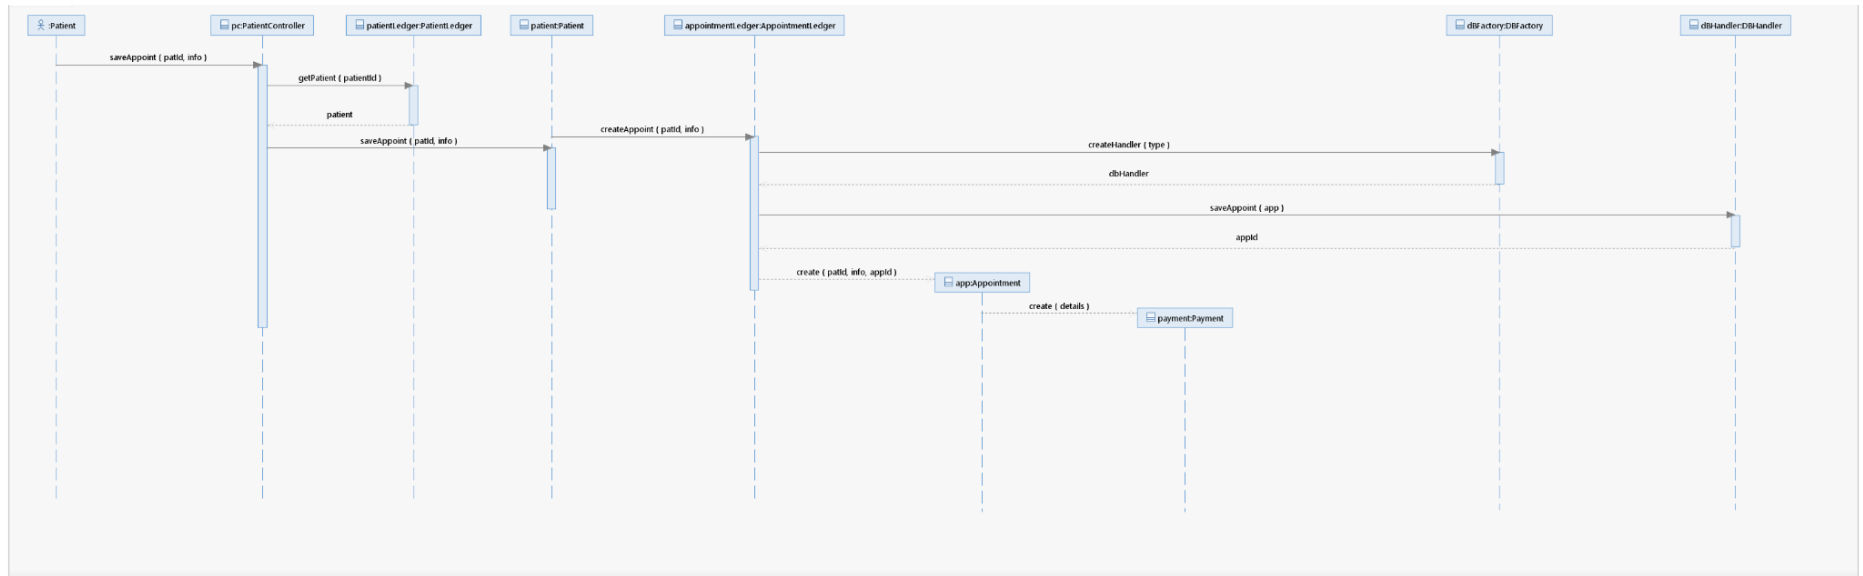 :Patient
pc:PatientController
patientLedger:PatientLedger
patient:Patient
appointmentLedger:AppointmentLedger
dBFactory:DBFactory
dBHandler:DBHandler
saveAppoint ( patId, info )
getPatient ( patientId )
patient
createAppoint ( patId, info )
saveAppoint ( patId, info )
createHandler ( type )
dbHandler
saveAppoint ( app )
appId
create ( patId, info, appId )
app:Appointment
create ( details )
payment:Payment